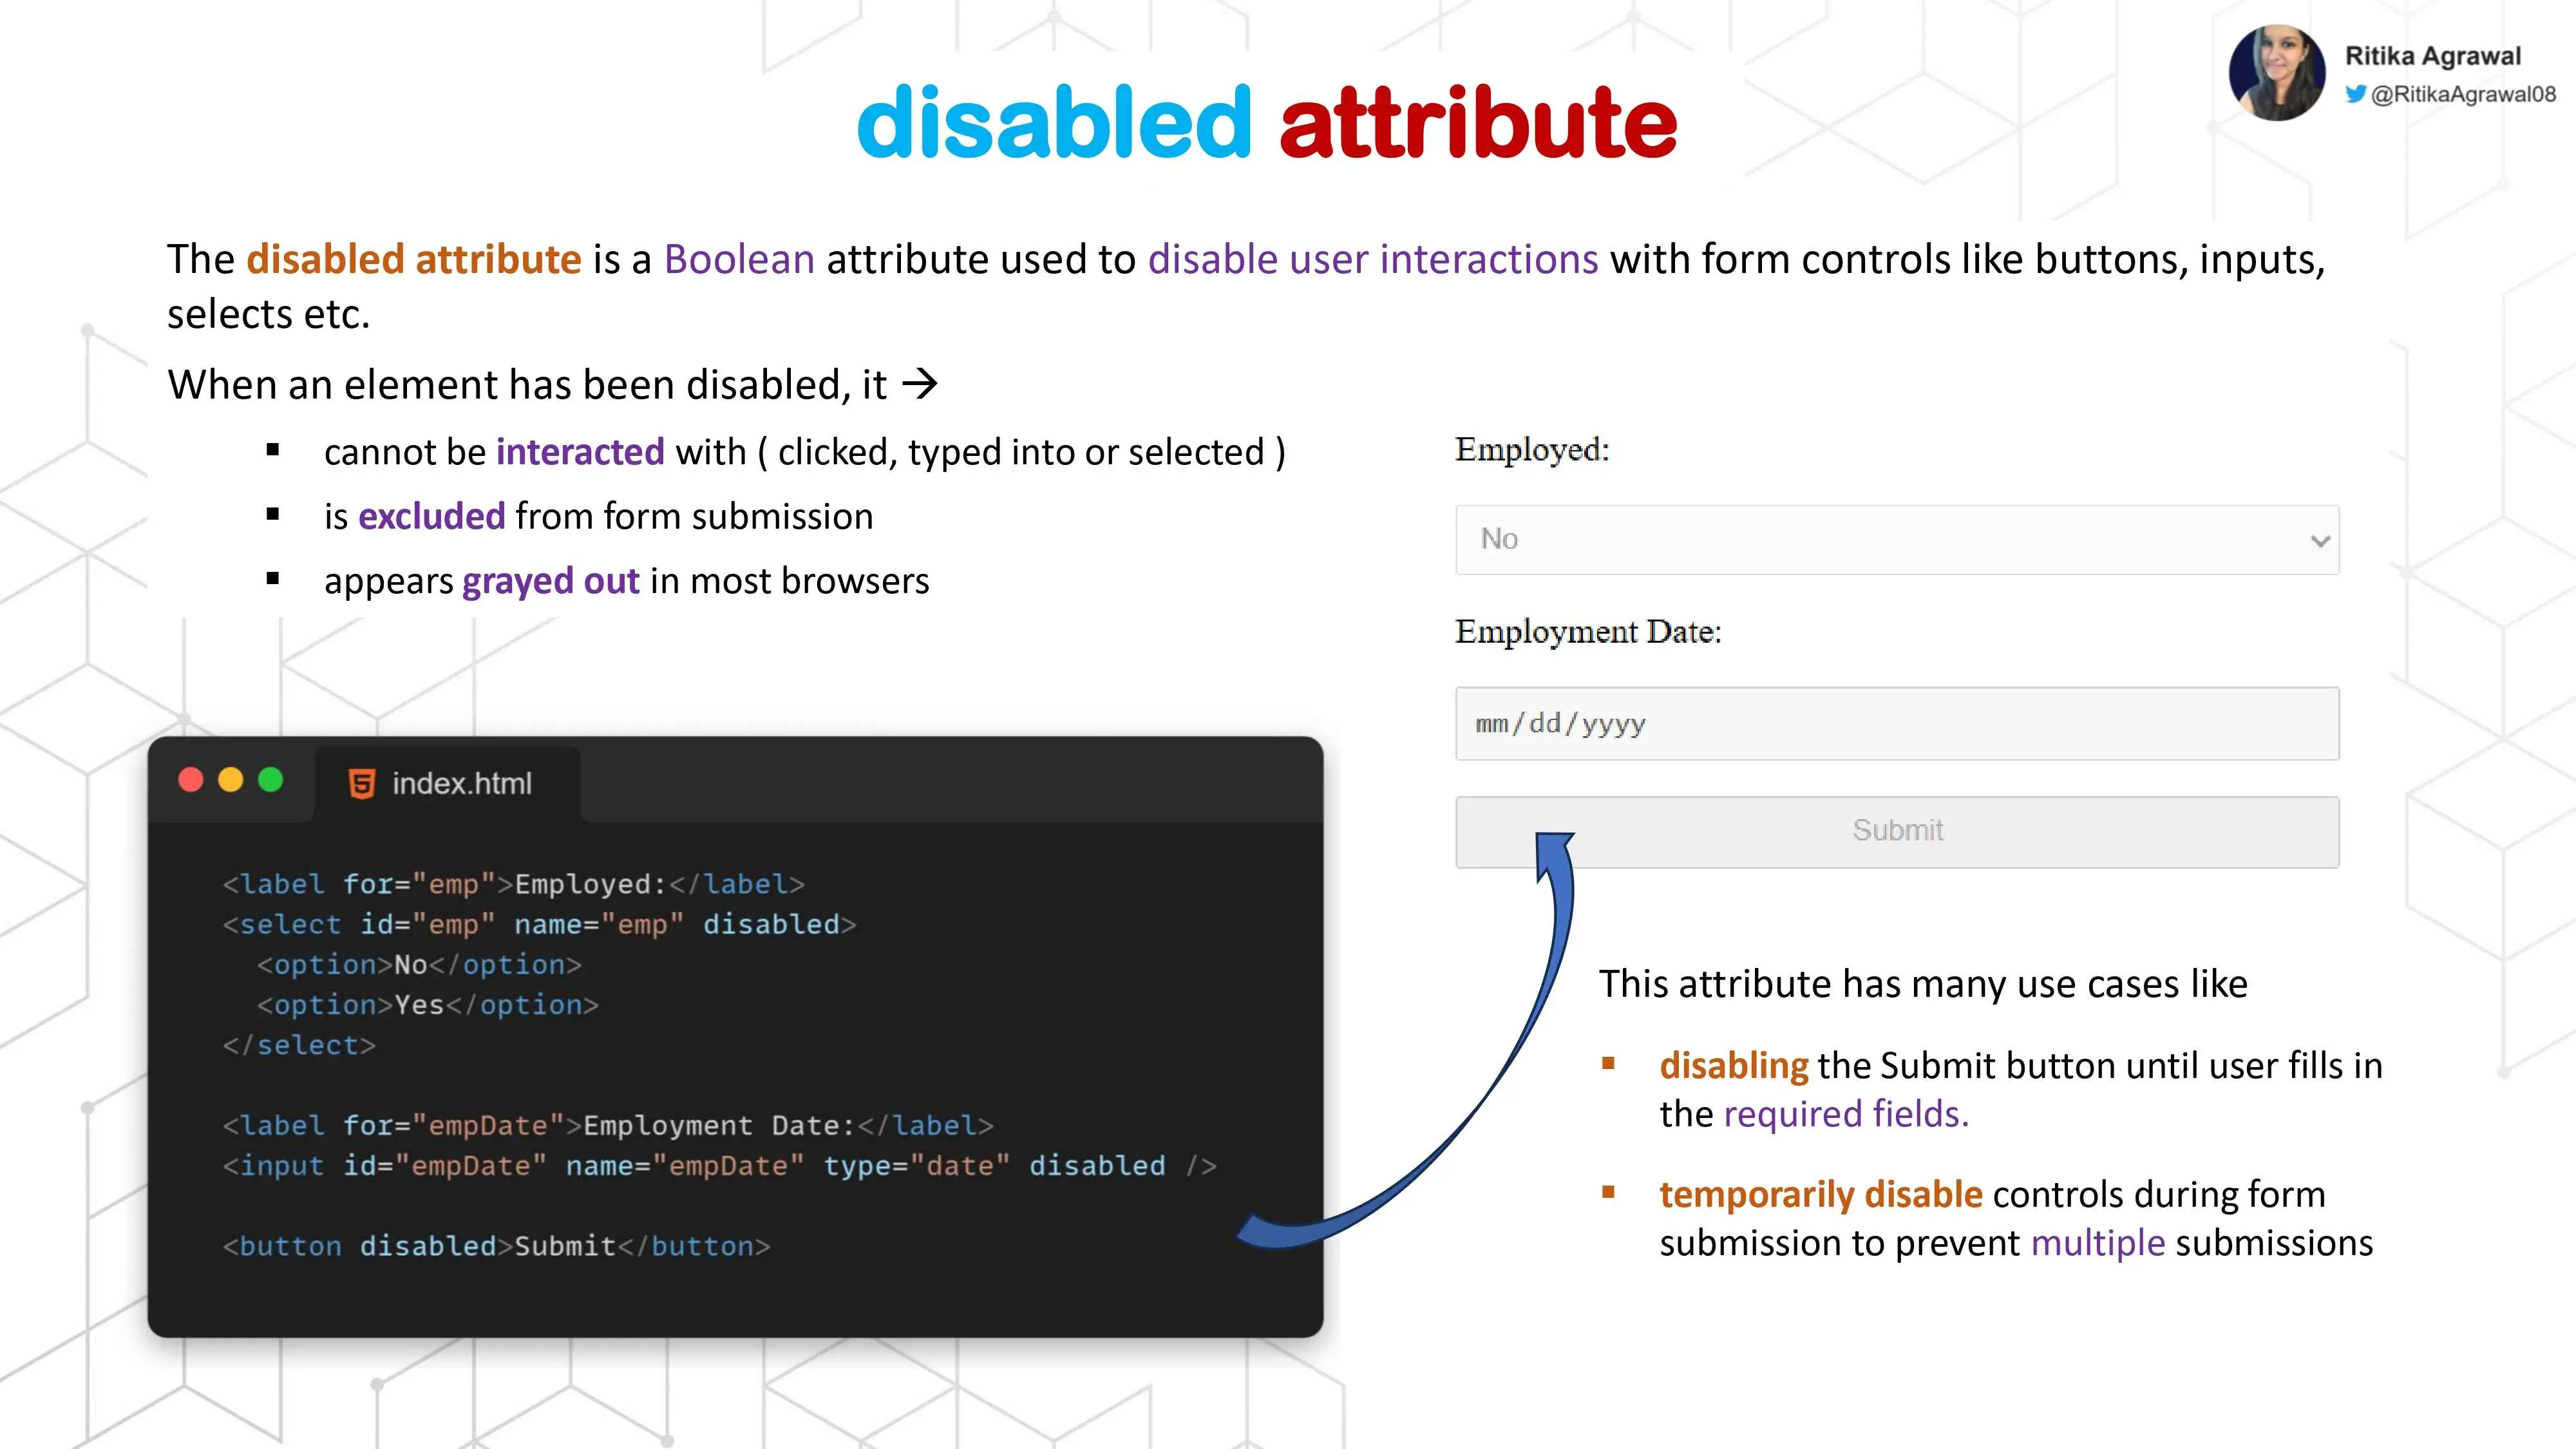 Ritika Agrawal
@RitikaAgrawal08
disabled attribute
The disabled attribute is a Boolean attribute used to disable user interactions with form controls like buttons, inputs,
selects etc.
When an element has been disabled, it →
▪ cannot be interacted with ( clicked, typed into or selected )
▪ is excluded from form submission
▪ appears grayed out in most browsers
Employed:
No
Employment Date:
mm/dd/yyyy
Submit
index.html
<label for="emp">Employed:</label>
<select id="emp" name="emp" disabled>
  <option>No</option>
  <option>Yes</option>
</select>
<label for="empDate">Employment Date:</label>
<input id="empDate" name="empDate" type="date" disabled />
<button disabled>Submit</button>
This attribute has many use cases like
▪ disabling the Submit button until user fills in
the required fields.
▪ temporarily disable controls during form
submission to prevent multiple submissions